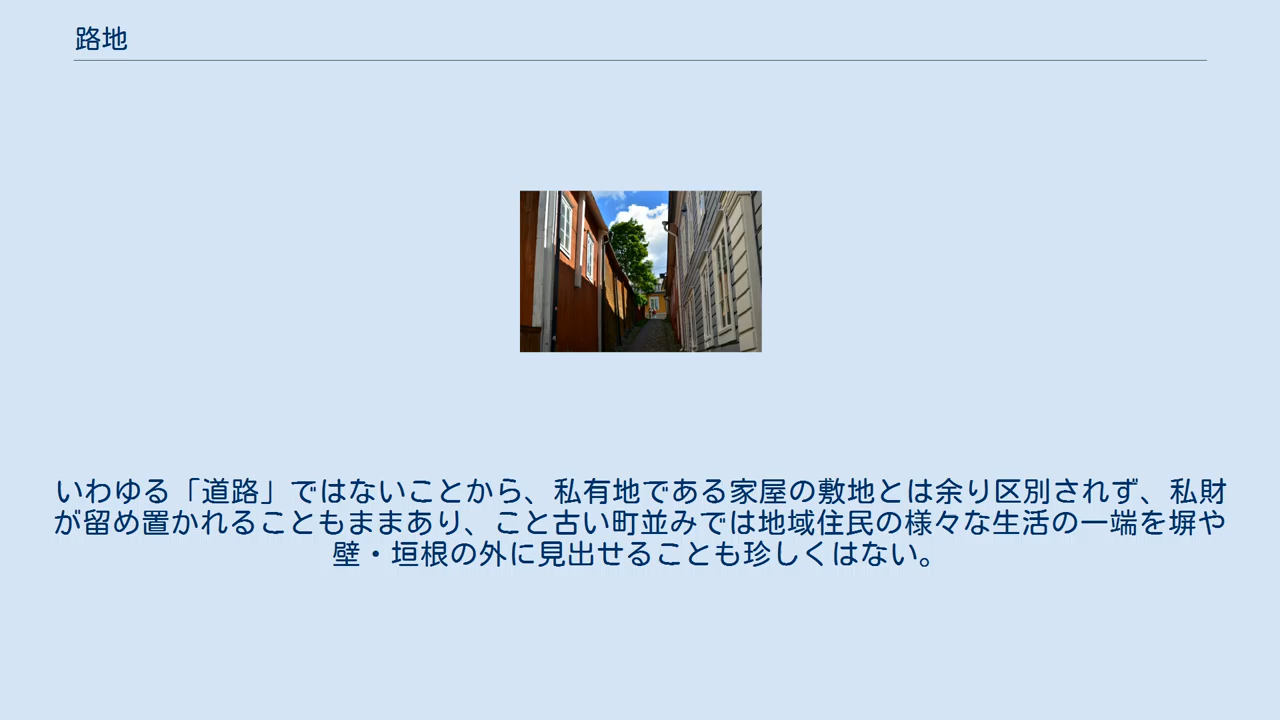 路地
いわゆる「道路」ではないことから、私有地である家屋の敷地とは余り区別されず、私財
が留め置かれることもままあり、こと古い町並みでは地域住民の様々な生活の一端を塀や
壁・垣根の外に見出せることも珍しくはない。